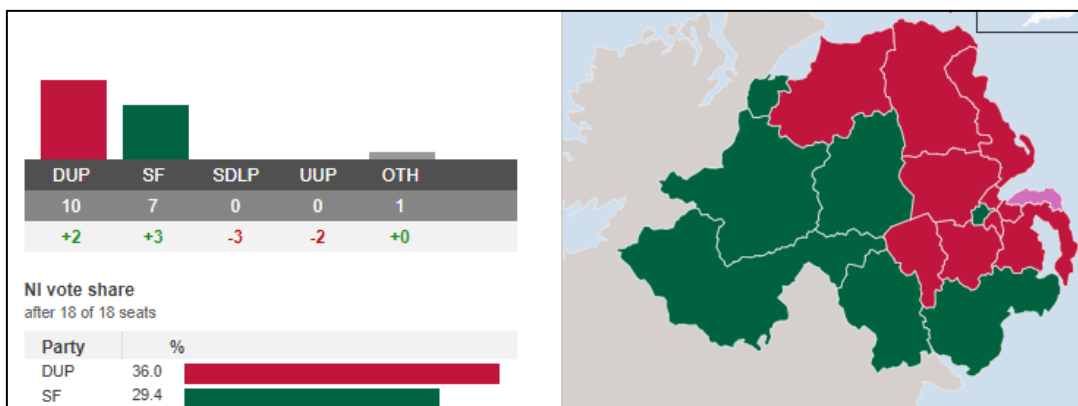 DUP SF SDLP UUP OTH
10 7 0 0 1
+2 +3 -3 -2 +0
NI vote share
after 18 of 18 seats
Party %
DUP 36.0
SF 29.4